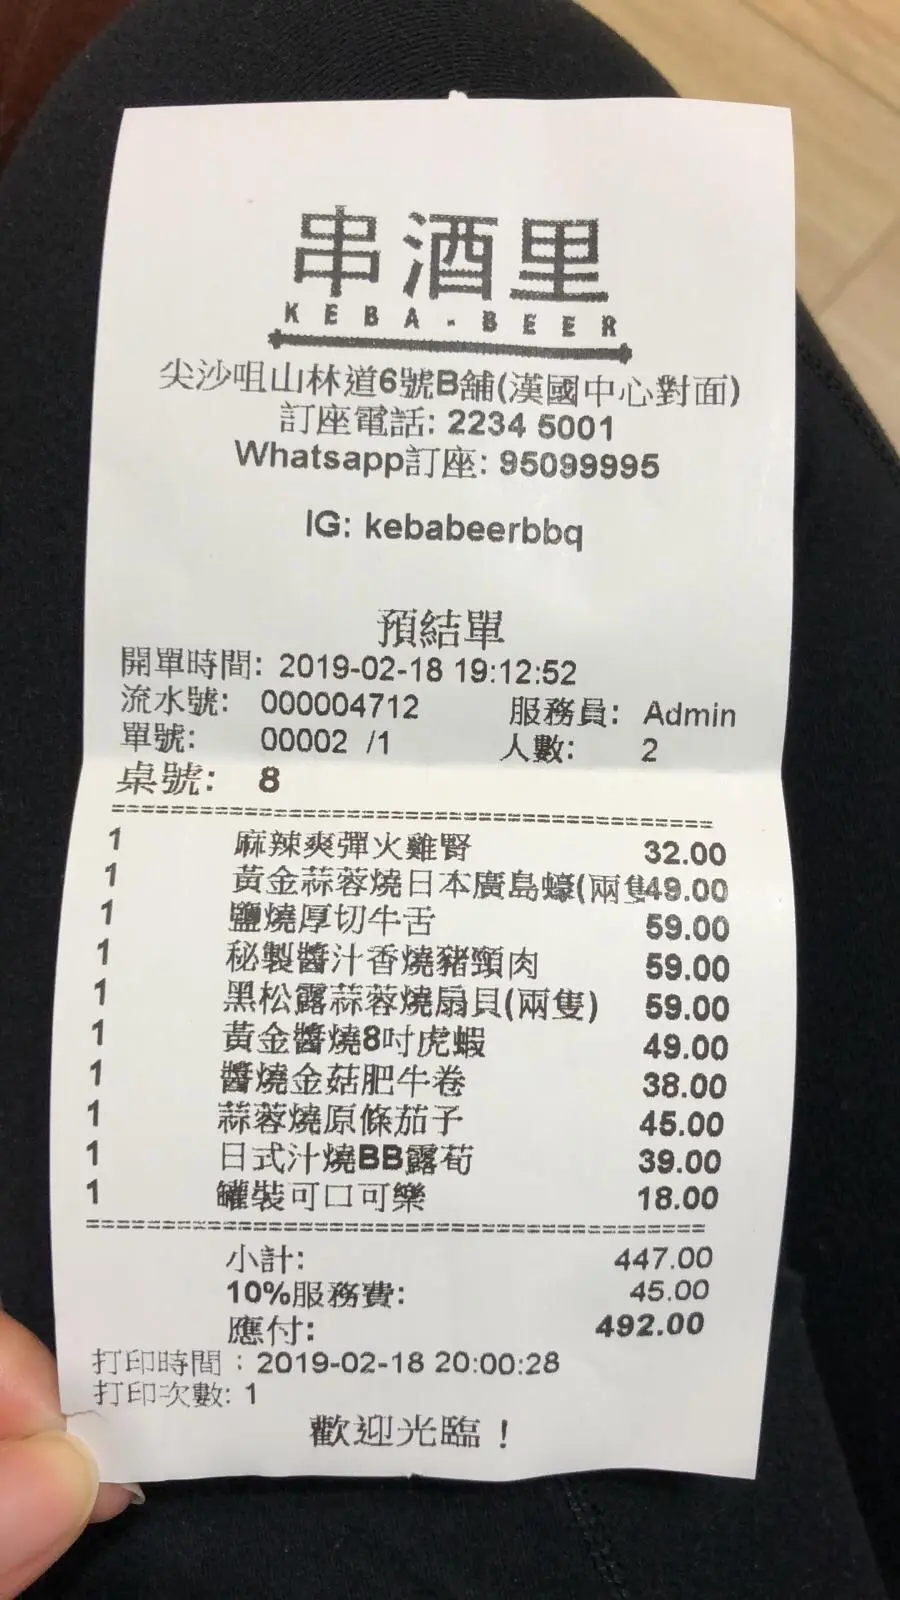 串酒里
KEBA-BEER
尖沙咀山林道6號B舖(漢國中心對面)
訂座電話: 2234 5001
Whatsapp訂座: 95099995
IG: kebabeerbbq
預結單
開單時間: 2019-02-18 19:12:52
流水號: 000004712 服務員: Admin
單號: 00002 /1 人數: 2
桌號: 8
1 麻辣爽彈火雞腎 32.00
1 黃金蒜蓉燒日本廣島蠔(兩隻 49.00
1 鹽燒厚切牛舌 59.00
1 秘製醬汁香燒豬頸肉 59.00
1 黑松露蒜蓉燒扇貝(兩隻) 59.00
1 黃金醬燒8吋虎蝦 49.00
1 醬燒金菇肥牛卷 38.00
1 蒜蓉燒原條茄子 45.00
1 日式汁燒BB露荀 39.00
1 罐裝可口可樂 18.00
小計: 447.00
10%服務費: 45.00
應付: 492.00
打印時間：2019-02-18 20:00:28
打印次數: 1
歡迎光臨！